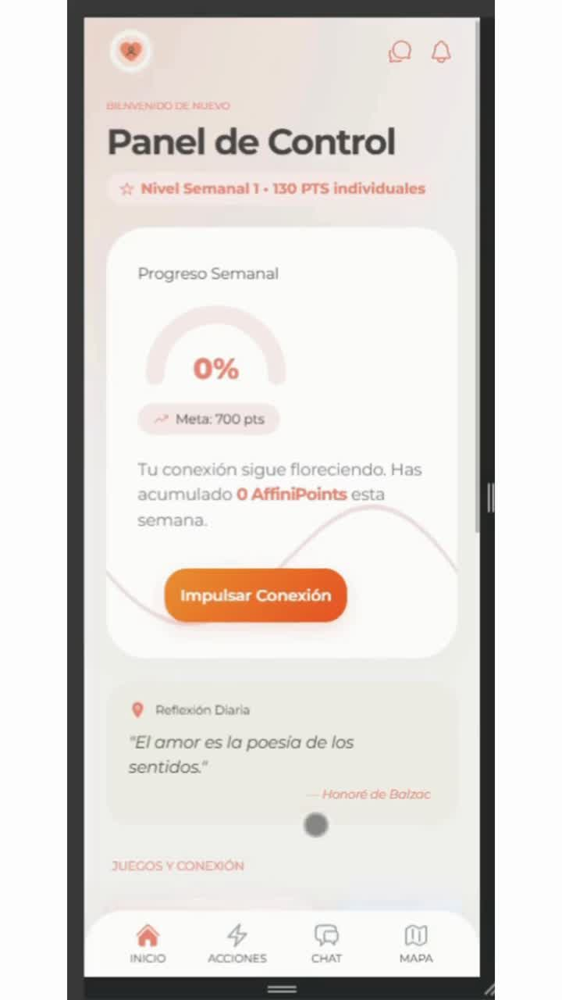 BIENVENIDO DE NUEVO
Panel de Control
Nivel Semanal 1 • 130 PTS individuales
Progreso Semanal
0%
Meta: 700 pts
Tu conexión sigue floreciendo. Has
acumulado 0 AffiniPoints esta
semana.
Impulsar Conexión
Reflexión Diaria
"El amor es la poesía de los
sentidos."
— Honoré de Balzac
JUEGOS Y CONEXIÓN
INICIO
ACCIONES
CHAT
MAPA